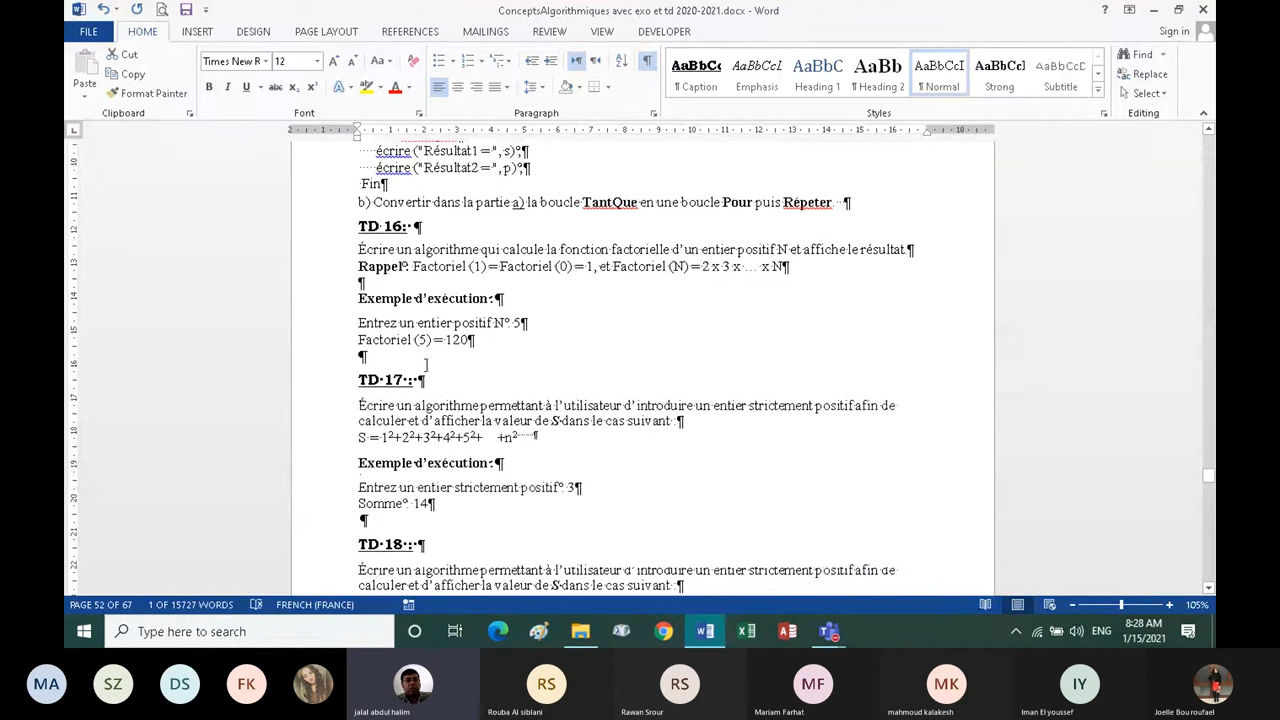 ConceptsAlgorithmiques avec exo et td 2020-2021.docx - Word
FILE HOME INSERT DESIGN PAGE LAYOUT REFERENCES MAILINGS REVIEW VIEW DEVELOPER Sign in
Paste Cut Copy Format Painter
Times New R 12
AaBbCc AaBbCcL AaBbC AaBb AaBbCcI AaBbCcI AaBbCcD
¶ Caption Emphasis Heading 1 ¶ Heading 2 ¶ Normal Strong Subtitle
Find Replace Select
Clipboard Font Paragraph Styles Editing
écrire ("Résultat1 =", s)°;¶
écrire ("Résultat2 =", p)°;¶
Fin¶
b) Convertir dans la partie a) la boucle TantQue en une boucle Pour puis Répeter. ¶
TD 16: ¶
Écrire un algorithme qui calcule la fonction factorielle d'un entier positif N et affiche le résultat.¶
Rappel°: Factoriel (1) = Factoriel (0) = 1, et Factoriel (N) = 2 x 3 x … x N¶
¶
Exemple d'exécution : ¶
Entrez un entier positif N°: 5¶
Factoriel (5) = 120¶
¶
TD 17 : ¶
Écrire un algorithme permettant à l'utilisateur d'introduire un entier strictement positif afin de
calculer et d'afficher la valeur de S dans le cas suivant :¶
S = 1²+2²+3²+4²+5²+ +n² ¶
Exemple d'exécution : ¶
Entrez un entier strictement positif°: 3¶
Somme°: 14¶
¶
TD 18 : ¶
Écrire un algorithme permettant à l'utilisateur d'introduire un entier strictement positif afin de
calculer et d'afficher la valeur de S dans le cas suivant :¶
PAGE 52 OF 67 1 OF 15727 WORDS FRENCH (FRANCE) 105%
Type here to search ENG 8:28 AM
1/15/2021
MA SZ DS FK RS RS MF MK IY
jalal abdul halim Rouba Al siblani Rawan Srour Mariam Farhat mahmoud kalakesh Iman El youssef Joelle Bou roufael